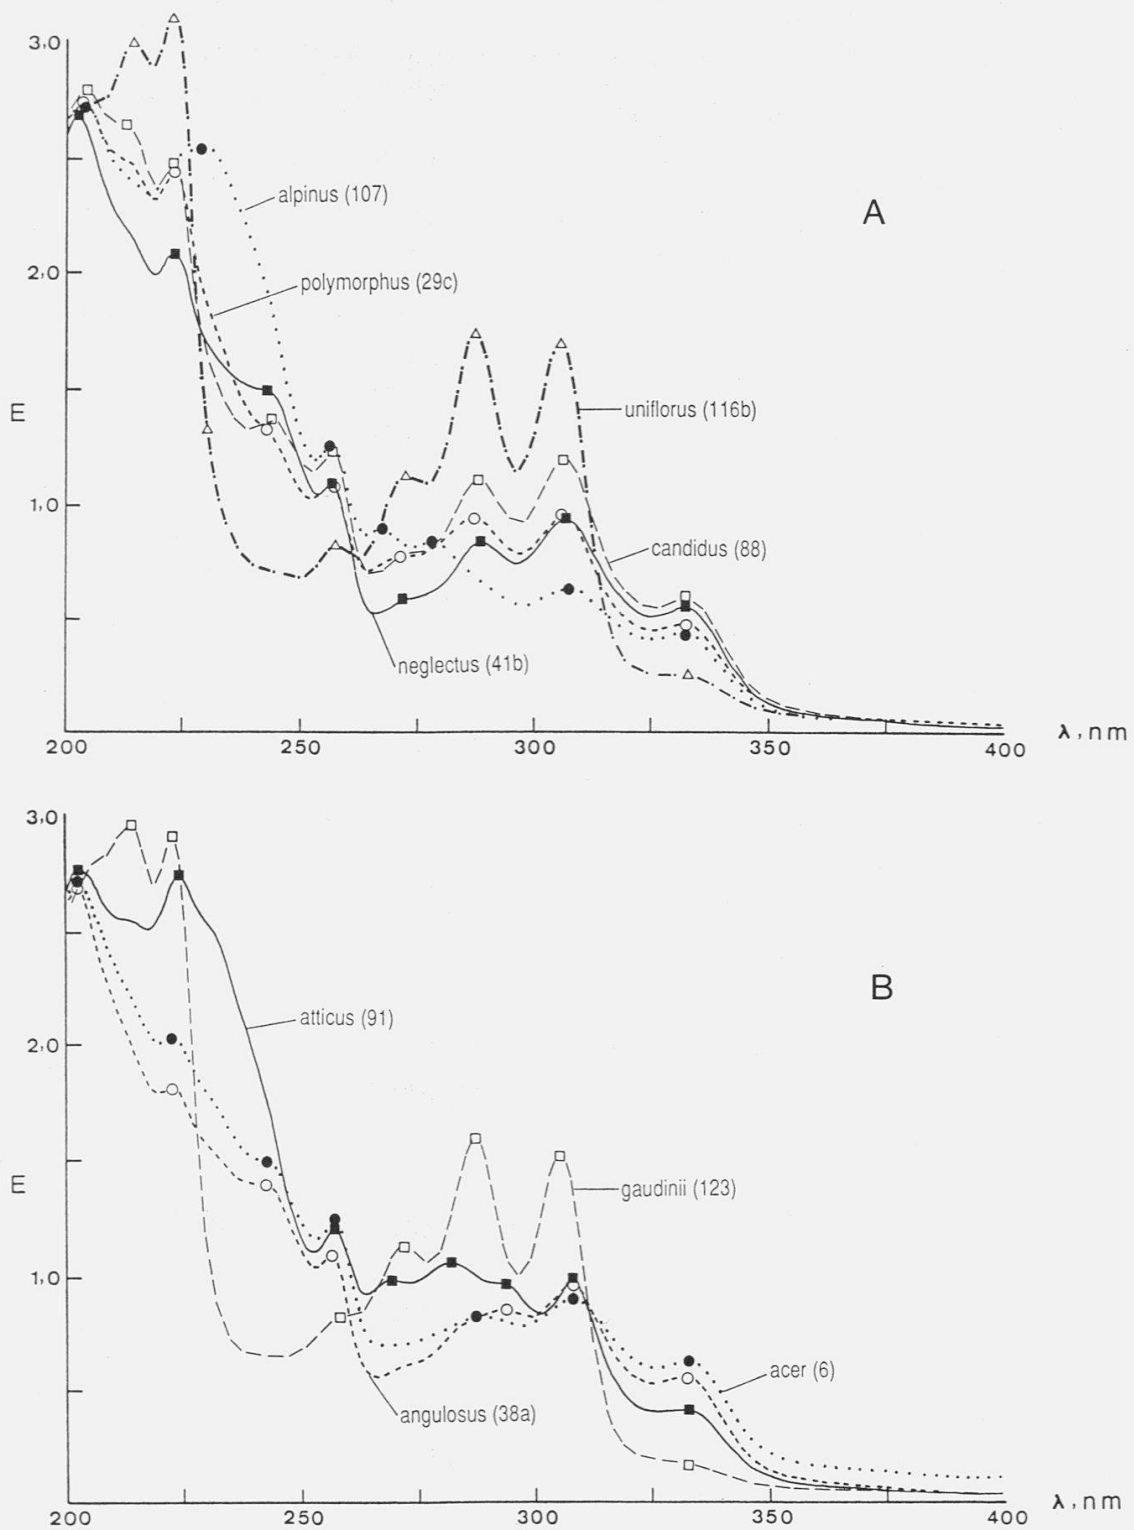 3,0
alpinus (107)
A
2,0
polymorphus (29c)
E
uniflorus (116b)
1,0
candidus (88)
neglectus (41b)
200
250
300
350
400
λ, nm
3,0
B
atticus (91)
2,0
E
gaudinii (123)
1,0
acer (6)
angulosus (38a)
200
250
300
350
400
λ, nm